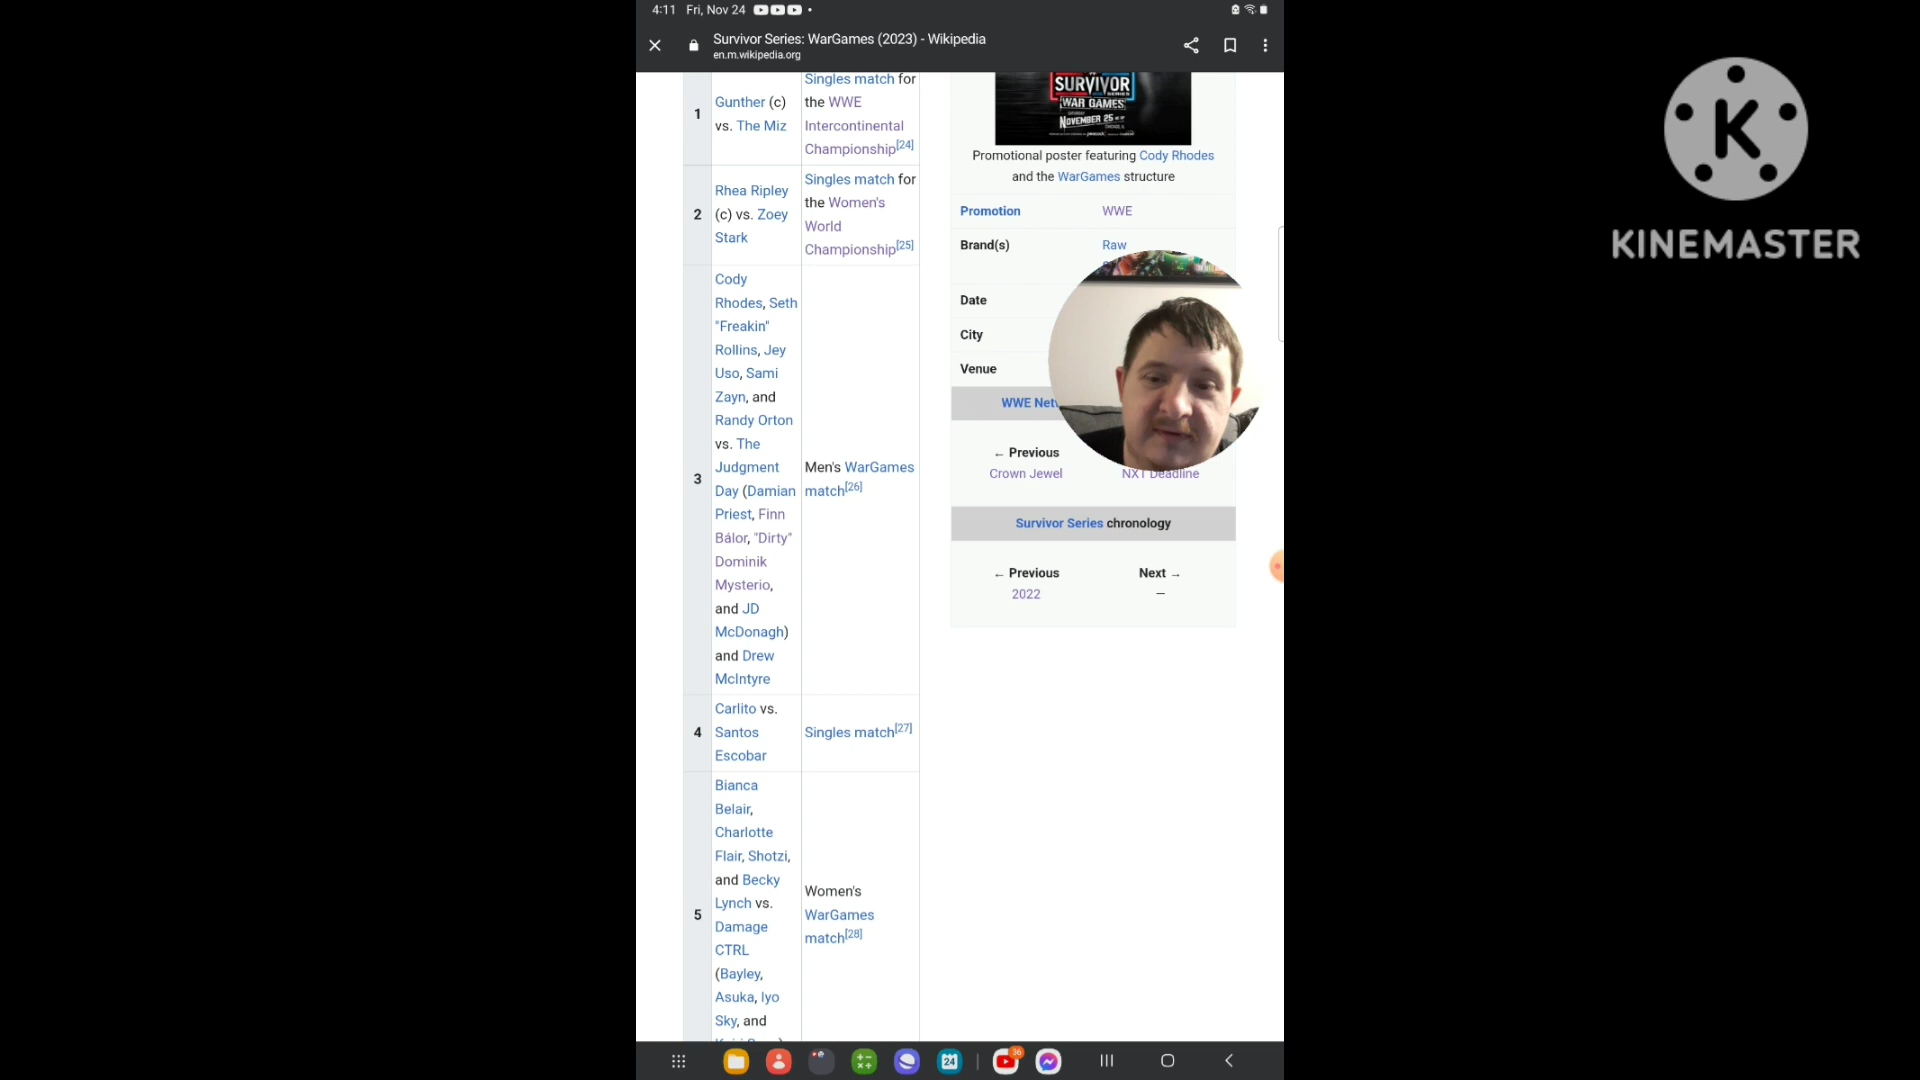 4:11 Fri, Nov 24
Survivor Series: WarGames (2023) - Wikipedia
en.m.wikipedia.org
1
Gunther (c)
vs. The Miz
Singles match for
the WWE
Intercontinental
Championship[24]
2
Rhea Ripley
(c) vs. Zoey
Stark
Singles match for
the Women's
World
Championship[25]
3
Cody
Rhodes, Seth
"Freakin"
Rollins, Jey
Uso, Sami
Zayn, and
Randy Orton
vs. The
Judgment
Day (Damian
Priest, Finn
Bálor, "Dirty"
Dominik
Mysterio,
and JD
McDonagh)
and Drew
McIntyre
Men's WarGames
match[26]
4
Carlito vs.
Santos
Escobar
Singles match[27]
5
Bianca
Belair,
Charlotte
Flair, Shotzi,
and Becky
Lynch vs.
Damage
CTRL
(Bayley,
Asuka, Iyo
Sky, and
Women's
WarGames
match[28]
SURVIVOR
SERIES
WAR GAMES
SATURDAY
NOVEMBER 25
Promotional poster featuring Cody Rhodes
and the WarGames structure
Promotion WWE
Brand(s) Raw
Date
City
Venue
WWE Net
← Previous
Crown Jewel
NXT Deadline
Survivor Series chronology
← Previous Next →
2022 —
24
36
K
KINEMASTER